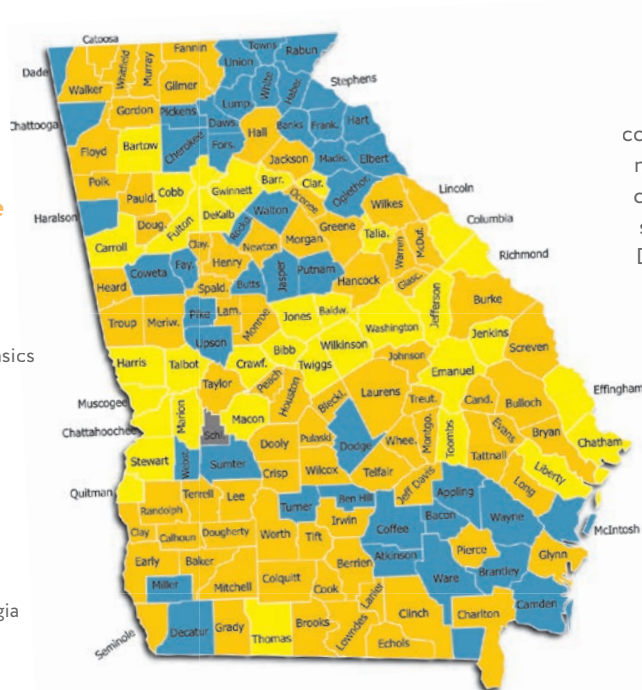 Catoosa
Fannin
Towns
Rabun
Union
Dade
Whitfield
Murray
White
Haber.
Stephens
Walker
Gilmer
Lump.
Gordon
Pickens
Daws.
Banks
Frank.
Hart
Chattooga
Cherokee
Fors.
Hall
Floyd
Bartow
Jackson
Madis.
Elbert
Polk
Cobb
Gwinnett
Barr.
Clar.
Oglethor.
Lincoln
Pauld.
Oconee
Wilkes
Haralson
Fulton
DeKalb
Walton
Columbia
Doug.
Rockd.
Greene
Talia.
Warren
McDuf.
Carroll
Clay.
Newton
Morgan
Richmond
Coweta
Fay.
Henry
Heard
Spald.
Butts
Jasper
Putnam
Hancock
Glasc.
Jefferson
Burke
Troup
Meriw.
Pike
Lam.
Monroe
Jones
Baldw.
Washington
Jenkins
Screven
Upson
Bibb
Wilkinson
sics
Harris
Talbot
Crawf.
Twiggs
Johnson
Emanuel
Taylor
Peach
Houston
Laurens
Effingham
Muscogee
Marion
Macon
Bleckl.
Treut.
Cand.
Bulloch
Chattahoochee
Schl.
Dooly
Pulaski
Dodge
Whee.
Montgo.
Toombs
Evans
Bryan
Chatham
Stewart
Webst.
Sumter
Tattnall
Crisp
Wilcox
Telfair
Jeff Davis
Liberty
Quitman
Terrell
Lee
Turner
Ben Hill
Appling
Long
Randolph
Irwin
Coffee
Bacon
Wayne
McIntosh
Clay
Calhoun
Dougherty
Worth
Tift
Atkinson
Pierce
Glynn
Early
Baker
Berrien
Ware
Brantley
Miller
Mitchell
Colquitt
Cook
Lanier
Camden
gia
Clinch
Charlton
Seminole
Decatur
Grady
Thomas
Brooks
Lowndes
Echols